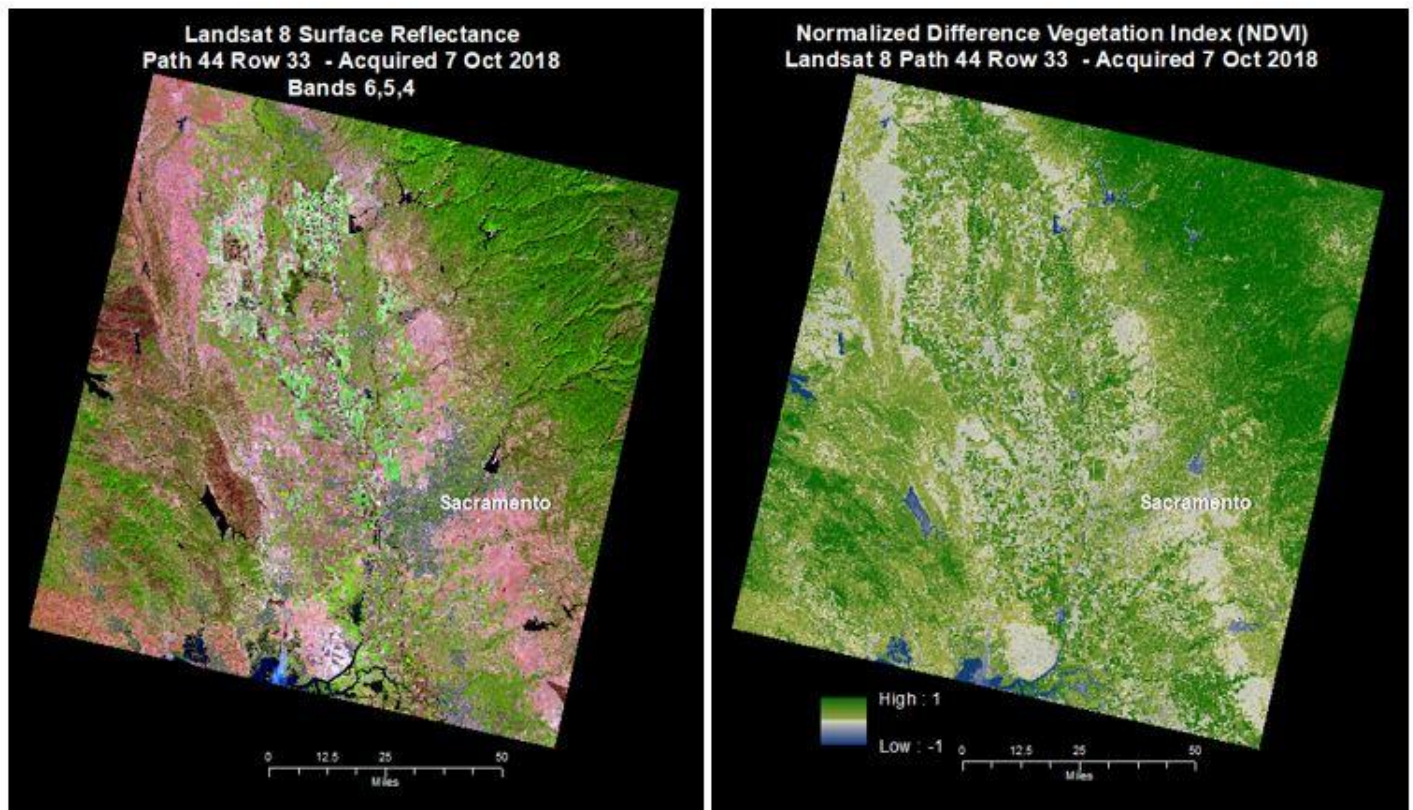 Landsat 8 Surface Reflectance
Path 44 Row 33 - Acquired 7 Oct 2018
Bands 6,5,4
Sacramento
0 12.5 25 50
Miles
Normalized Difference Vegetation Index (NDVI)
Landsat 8 Path 44 Row 33 - Acquired 7 Oct 2018
Sacramento
High : 1
Low : -1
0 12.5 25 50
Miles